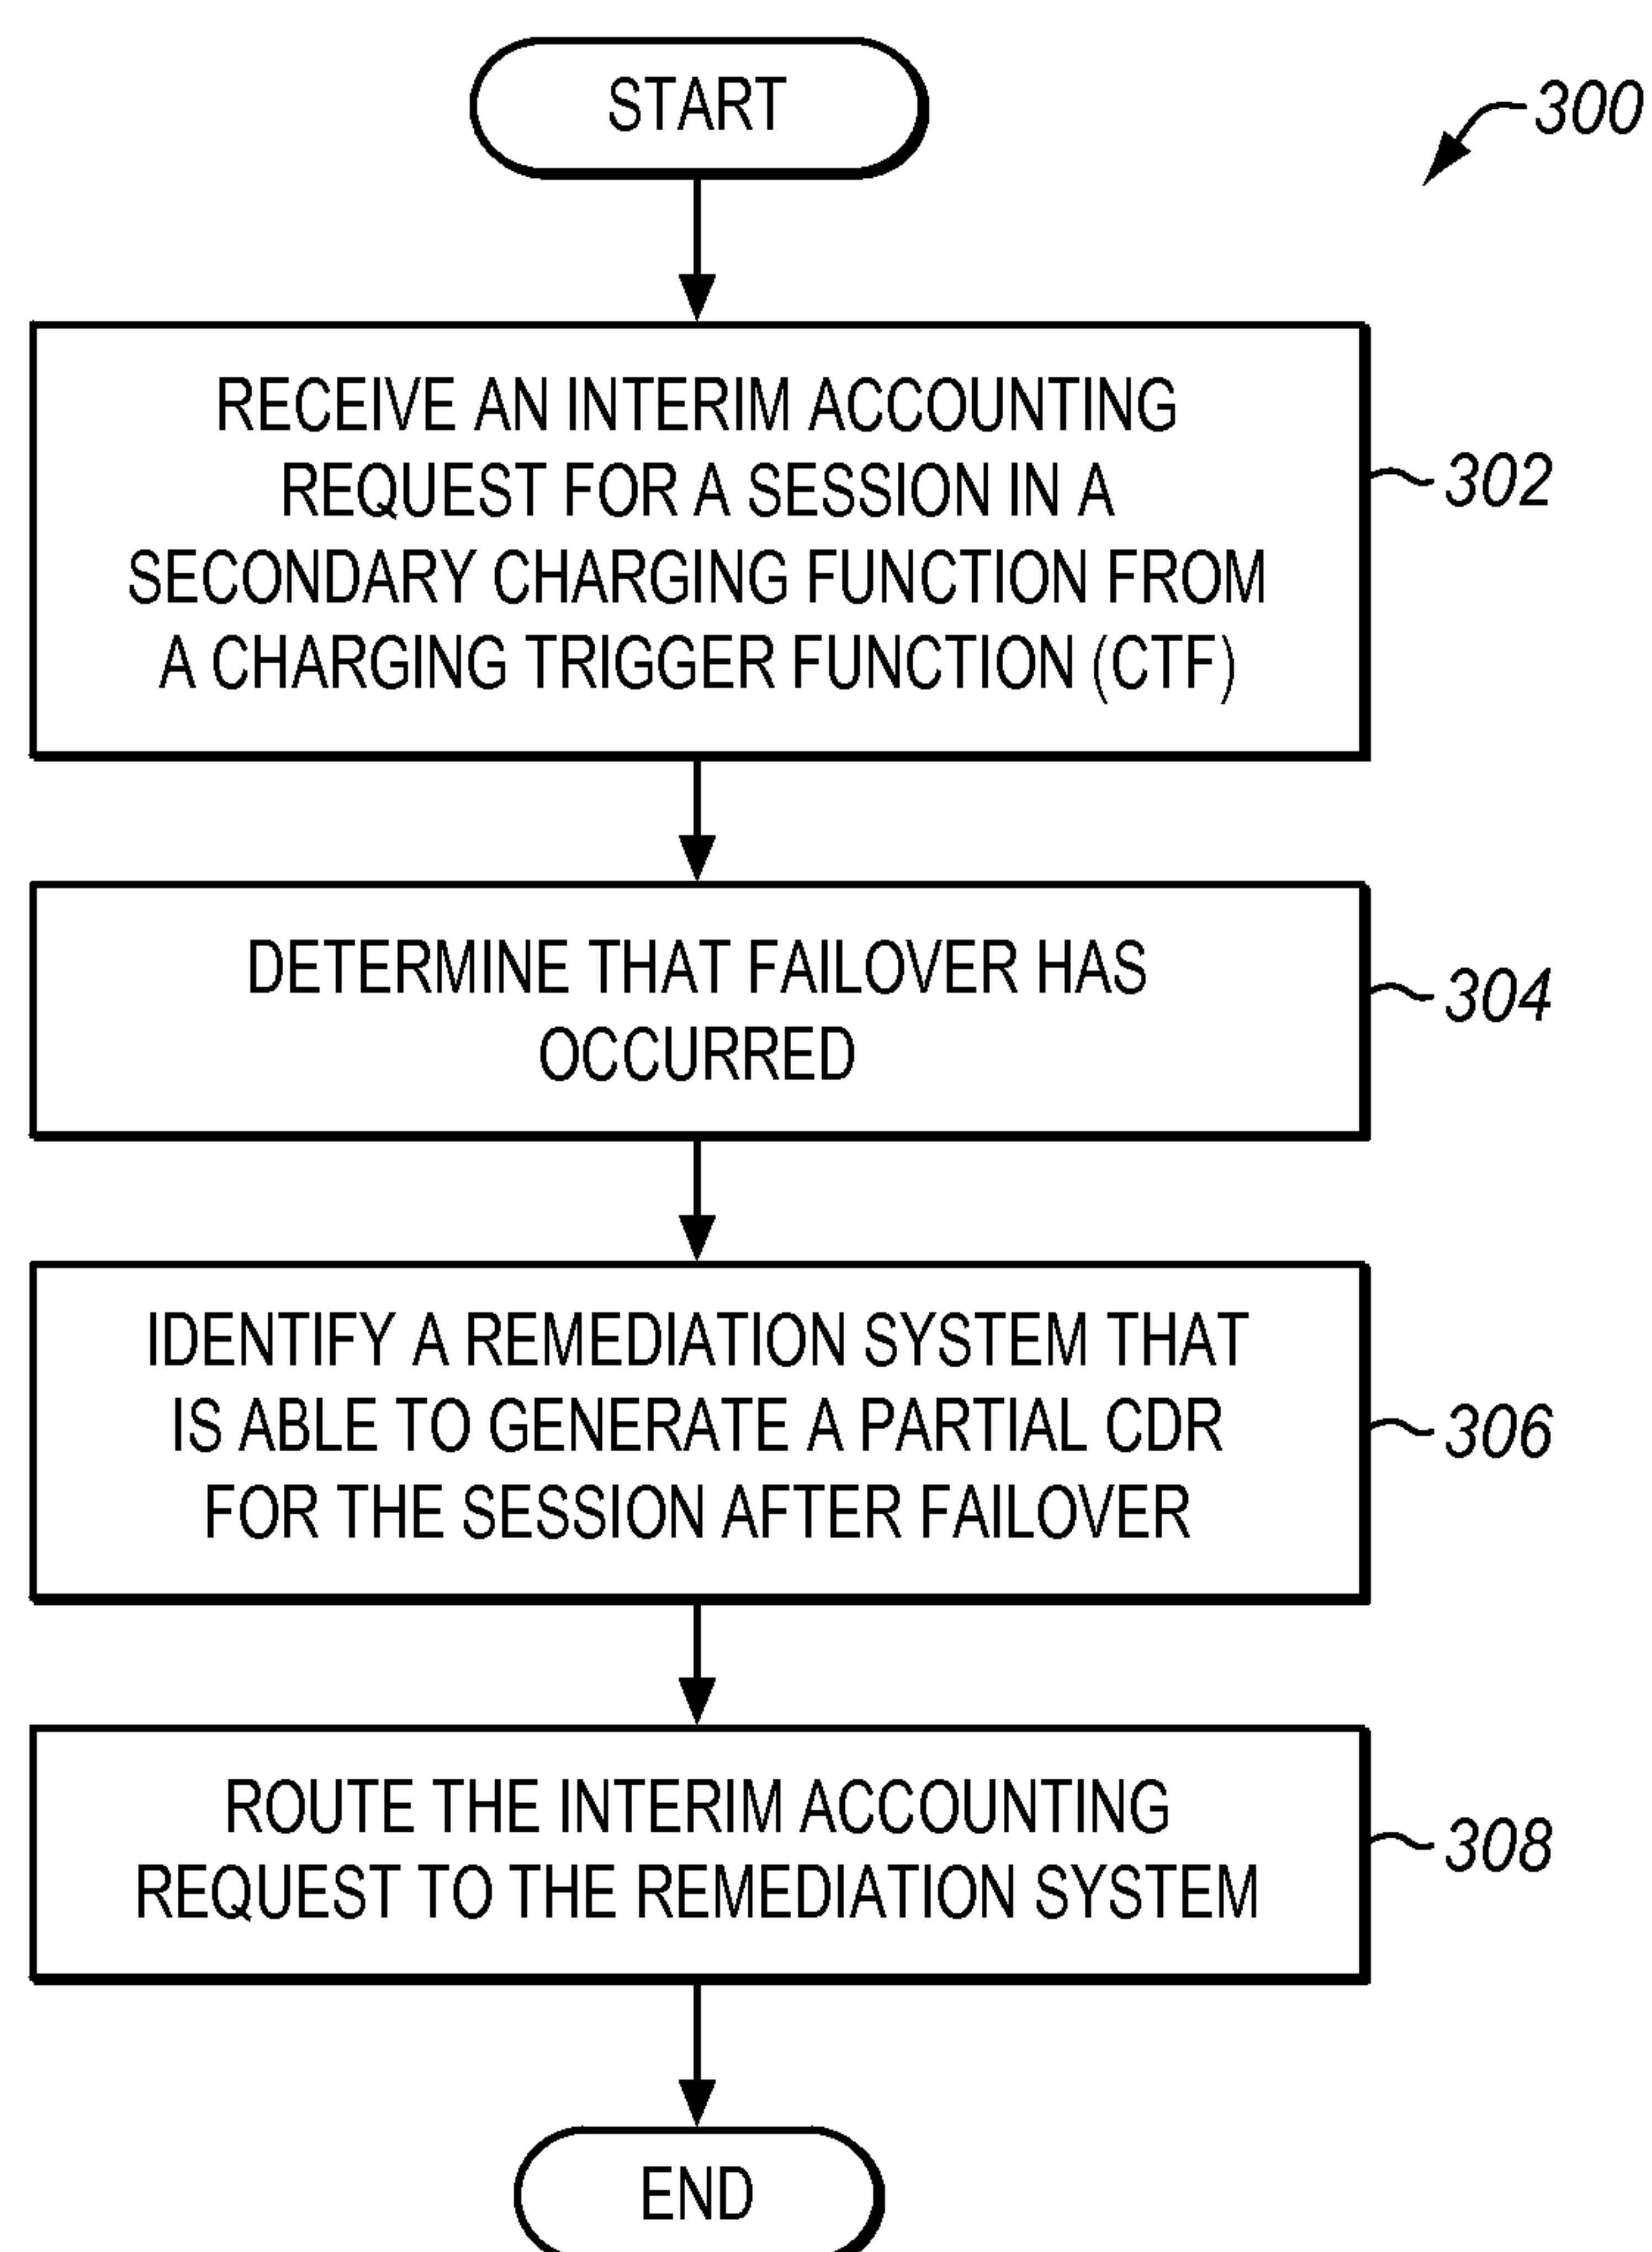 START
300
RECEIVE AN INTERIM ACCOUNTING
REQUEST FOR A SESSION IN A
SECONDARY CHARGING FUNCTION FROM
A CHARGING TRIGGER FUNCTION (CTF)
302
DETERMINE THAT FAILOVER HAS
OCCURRED
304
IDENTIFY A REMEDIATION SYSTEM THAT
IS ABLE TO GENERATE A PARTIAL CDR
FOR THE SESSION AFTER FAILOVER
306
ROUTE THE INTERIM ACCOUNTING
REQUEST TO THE REMEDIATION SYSTEM
308
END